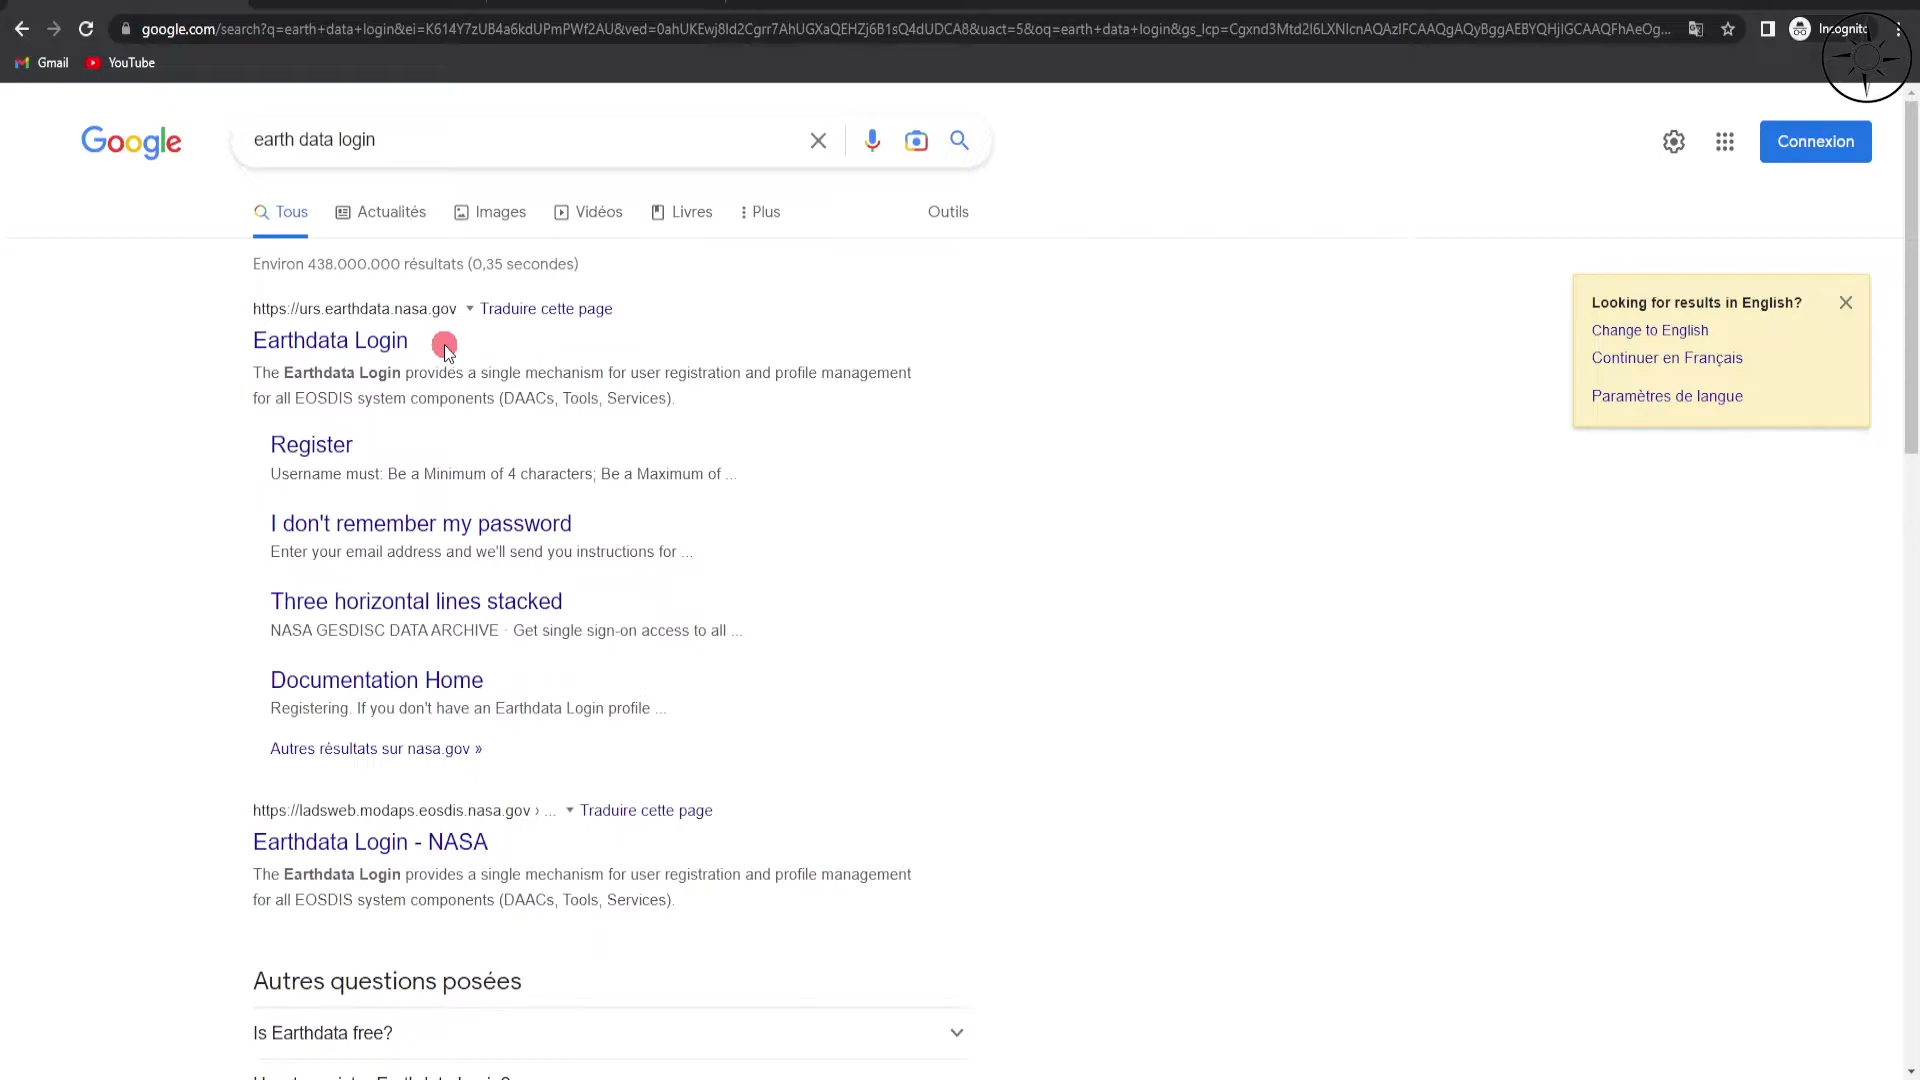 google.com/search?q=earth+data+login&ei=K614Y7zUB4a6kdUPmPWf2AU&ved=0ahUKEwj8ld2Cgrr7AhUGXaQEHZj6B1sQ4dUDCA8&uact=5&oq=earth+data+login&gs_lcp=Cgxnd3Mtd2l6LXNlcnAQAzIFCAAQgAQyBggAEBYQHjIGCAAQFhAeOg...
Incognito
Gmail
YouTube
Google
earth data login
Connexion
Tous
Actualités
Images
Vidéos
Livres
Plus
Outils
Environ 438.000.000 résultats (0,35 secondes)
https://urs.earthdata.nasa.gov Traduire cette page
Earthdata Login
The Earthdata Login provides a single mechanism for user registration and profile management
for all EOSDIS system components (DAACs, Tools, Services).
Register
Username must: Be a Minimum of 4 characters; Be a Maximum of ...
I don't remember my password
Enter your email address and we'll send you instructions for ...
Three horizontal lines stacked
NASA GESDISC DATA ARCHIVE · Get single sign-on access to all ...
Documentation Home
Registering. If you don't have an Earthdata Login profile ...
Autres résultats sur nasa.gov »
https://ladsweb.modaps.eosdis.nasa.gov › ... Traduire cette page
Earthdata Login - NASA
The Earthdata Login provides a single mechanism for user registration and profile management
for all EOSDIS system components (DAACs, Tools, Services).
Autres questions posées
Is Earthdata free?
Looking for results in English?
Change to English
Continuer en Français
Paramètres de langue